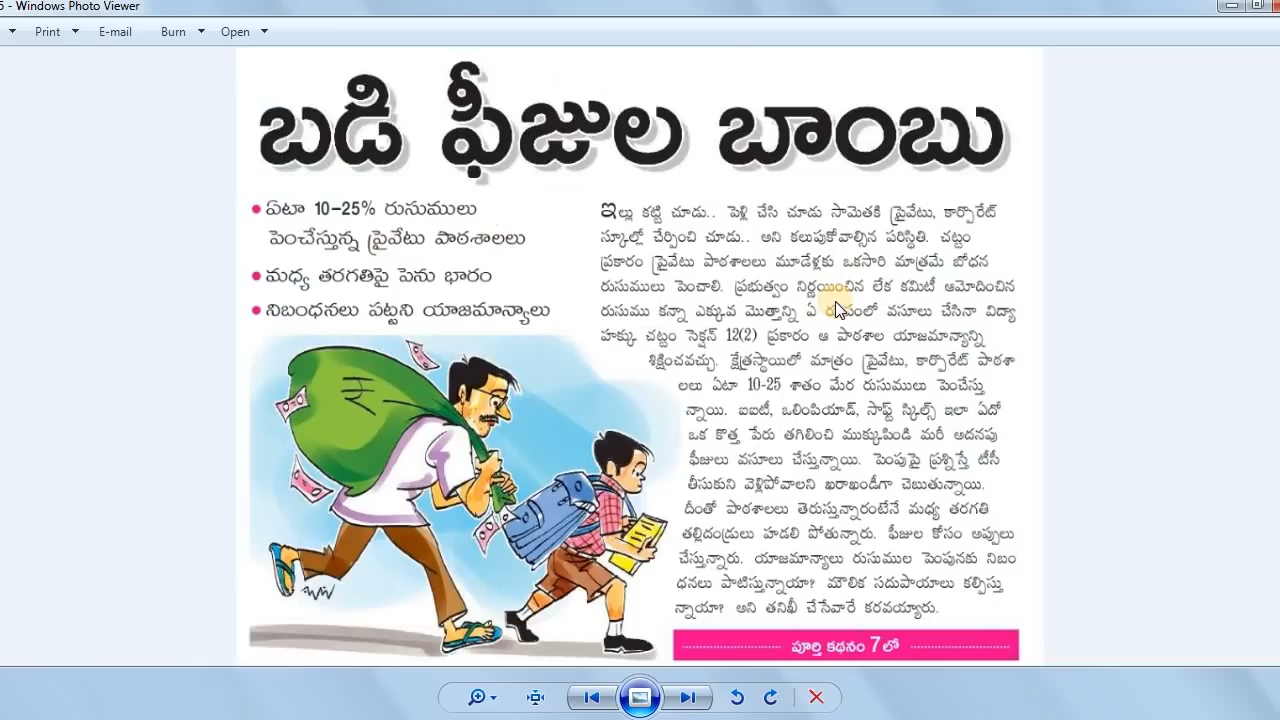 5 - Windows Photo Viewer
Print
E-mail
Burn
Open
బడి ఫీజుల బాంబు
• ఏటా 10-25% రుసుములు
పెంచేస్తున్న ప్రైవేటు పాఠశాలలు
• మధ్య తరగతిపై పెను భారం
• నిబంధనలు పట్టని యాజమాన్యాలు
ఇల్లు కట్టి చూడు.. పెళ్లి చేసి చూడు సామెతకి ప్రైవేటు, కార్పొరేట్
స్కూల్లో చేర్పించి చూడు.. అని కలుపుకోవాల్సిన పరిస్థితి. చట్టం
ప్రకారం ప్రైవేటు పాఠశాలలు మూడేళ్లకు ఒకసారి మాత్రమే బోధన
రుసుములు పెంచాలి. ప్రభుత్వం నిర్ణయించిన లేక కమిటీ ఆమోదించిన
రుసుము కన్నా ఎక్కువ మొత్తాన్ని ఏ రూపంలో వసూలు చేసినా విద్యా
హక్కు చట్టం సెక్షన్ 12(2) ప్రకారం ఆ పాఠశాల యాజమాన్యాన్ని
శిక్షించవచ్చు. క్షేత్రస్థాయిలో మాత్రం ప్రైవేటు, కార్పొరేట్ పాఠశా
లలు ఏటా 10-25 శాతం మేర రుసుములు పెంచేస్తు
న్నాయి. ఐఐటీ, ఒలింపియాడ్, సాఫ్ట్ స్కిల్స్ ఇలా ఏదో
ఒక కొత్త పేరు తగిలించి ముక్కుపిండి మరీ అదనపు
ఫీజులు వసూలు చేస్తున్నాయి. పెంపుపై ప్రశ్నిస్తే టీసీ
తీసుకుని వెళ్లిపోవాలని ఖరాఖండీగా చెబుతున్నాయి.
దీంతో పాఠశాలలు తెరుస్తున్నారంటేనే మధ్య తరగతి
తల్లిదండ్రులు హడలి పోతున్నారు. ఫీజుల కోసం అప్పులు
చేస్తున్నారు. యాజమాన్యాలు రుసుముల పెంపునకు నిబం
ధనలు పాటిస్తున్నాయా? మౌలిక సదుపాయాలు కల్పిస్తు
న్నాయా? అని తనిఖీ చేసేవారే కరవయ్యారు.
పూర్తి కథనం 7లో